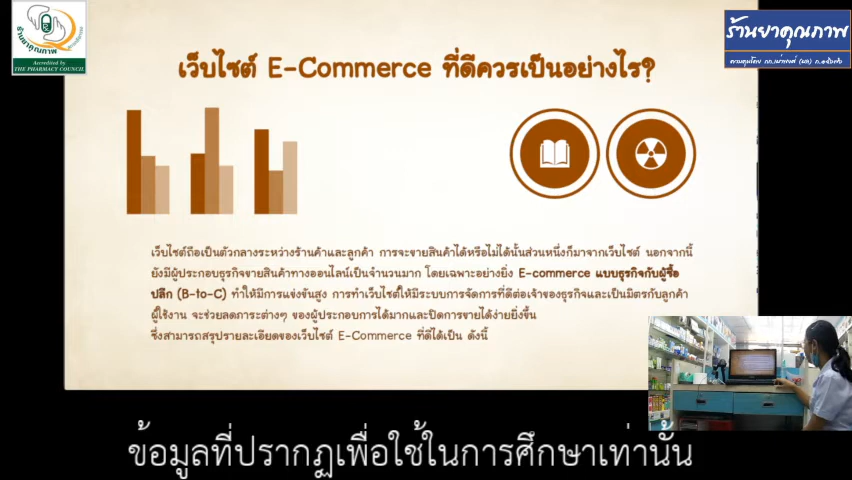 ร้านยาคุณภาพ
Accredited by
THE PHARMACY COUNCIL
ร้านยาคุณภาพ
เว็บไซต์ E-Commerce ที่ดีควรเป็นอย่างไร?
เว็บไซต์ถือเป็นตัวกลางระหว่างร้านค้าและลูกค้า การจะขายสินค้าได้หรือไม่ได้นั้นส่วนหนึ่งก็มาจากเว็บไซต์ นอกจากนี้
ยังมีผู้ประกอบธุรกิจขายสินค้าทางออนไลน์เป็นจำนวนมาก โดยเฉพาะอย่างยิ่ง E-commerce แบบธุรกิจกับผู้ซื้อ
ปลีก (B-to-C) ทำให้มีการแข่งขันสูง การทำเว็บไซต์ให้มีระบบการจัดการที่ดีต่อเจ้าของธุรกิจและเป็นมิตรกับลูกค้า
ผู้ใช้งาน จะช่วยลดภาระต่างๆ ของผู้ประกอบการได้มากและปิดการขายได้ง่ายยิ่งขึ้น
ซึ่งสามารถสรุปรายละเอียดของเว็บไซต์ E-Commerce ที่ดีได้เป็น ดังนี้
ข้อมูลที่ปรากฏเพื่อใช้ในการศึกษาเท่านั้น